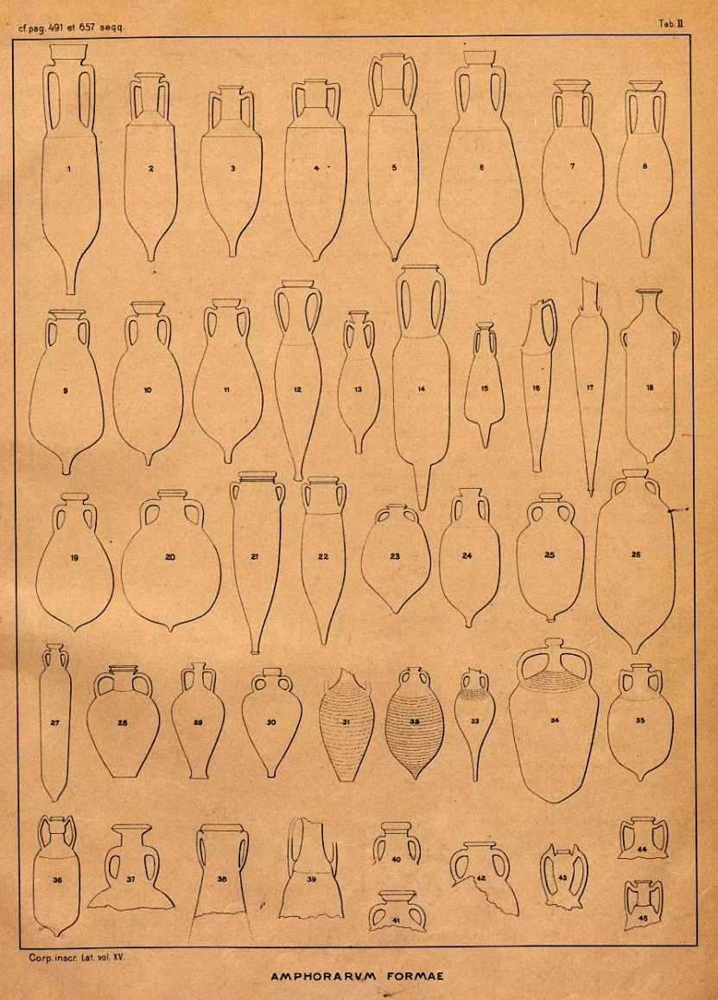 cf. pag. 491 et 657 seqq.
Tab. II.
1 2 3 4 5 6 7 8
9 10 11 12 13 14 15 16 17 18
19 20 21 22 23 24 25 26
27 28 29 30 31 32 33 34 35
36 37 38 39 40 42 43 44
41 45
Corp. inscr. Lat. vol. XV.
AMPHORARVM FORMAE